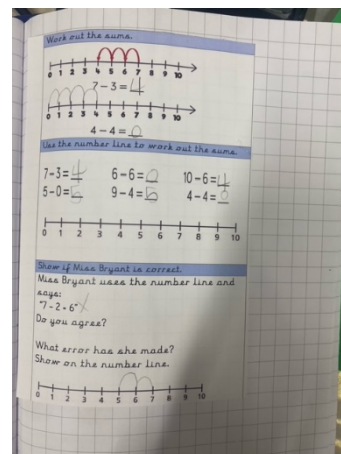 Work out the sums.
0 1 2 3 4 5 6 7 8 9 10
7 - 3 = 4
0 1 2 3 4 5 6 7 8 9 10
4 - 4 = 0
Use the number line to work out the sums.
7 - 3 = 4 6 - 6 = 0 10 - 6 = 4
5 - 0 = 5 9 - 4 = 5 4 - 4 = 0
0 1 2 3 4 5 6 7 8 9 10
Show if Miss Bryant is correct.
Miss Bryant uses the number line and
says:
"7 - 2 = 6"
Do you agree?
What error has she made?
Show on the number line.
0 1 2 3 4 5 6 7 8 9 10